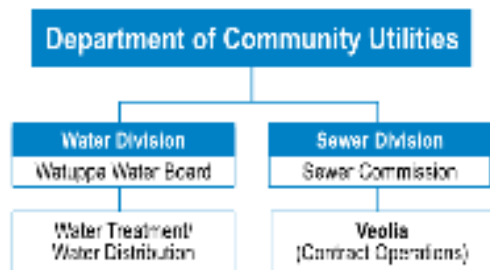 Department of Community Utilities
Water Division
Watuppa Water Board
Water Treatment/
Water Distribution
Sewer Division
Sewer Commission
Veolia
(Contract Operations)